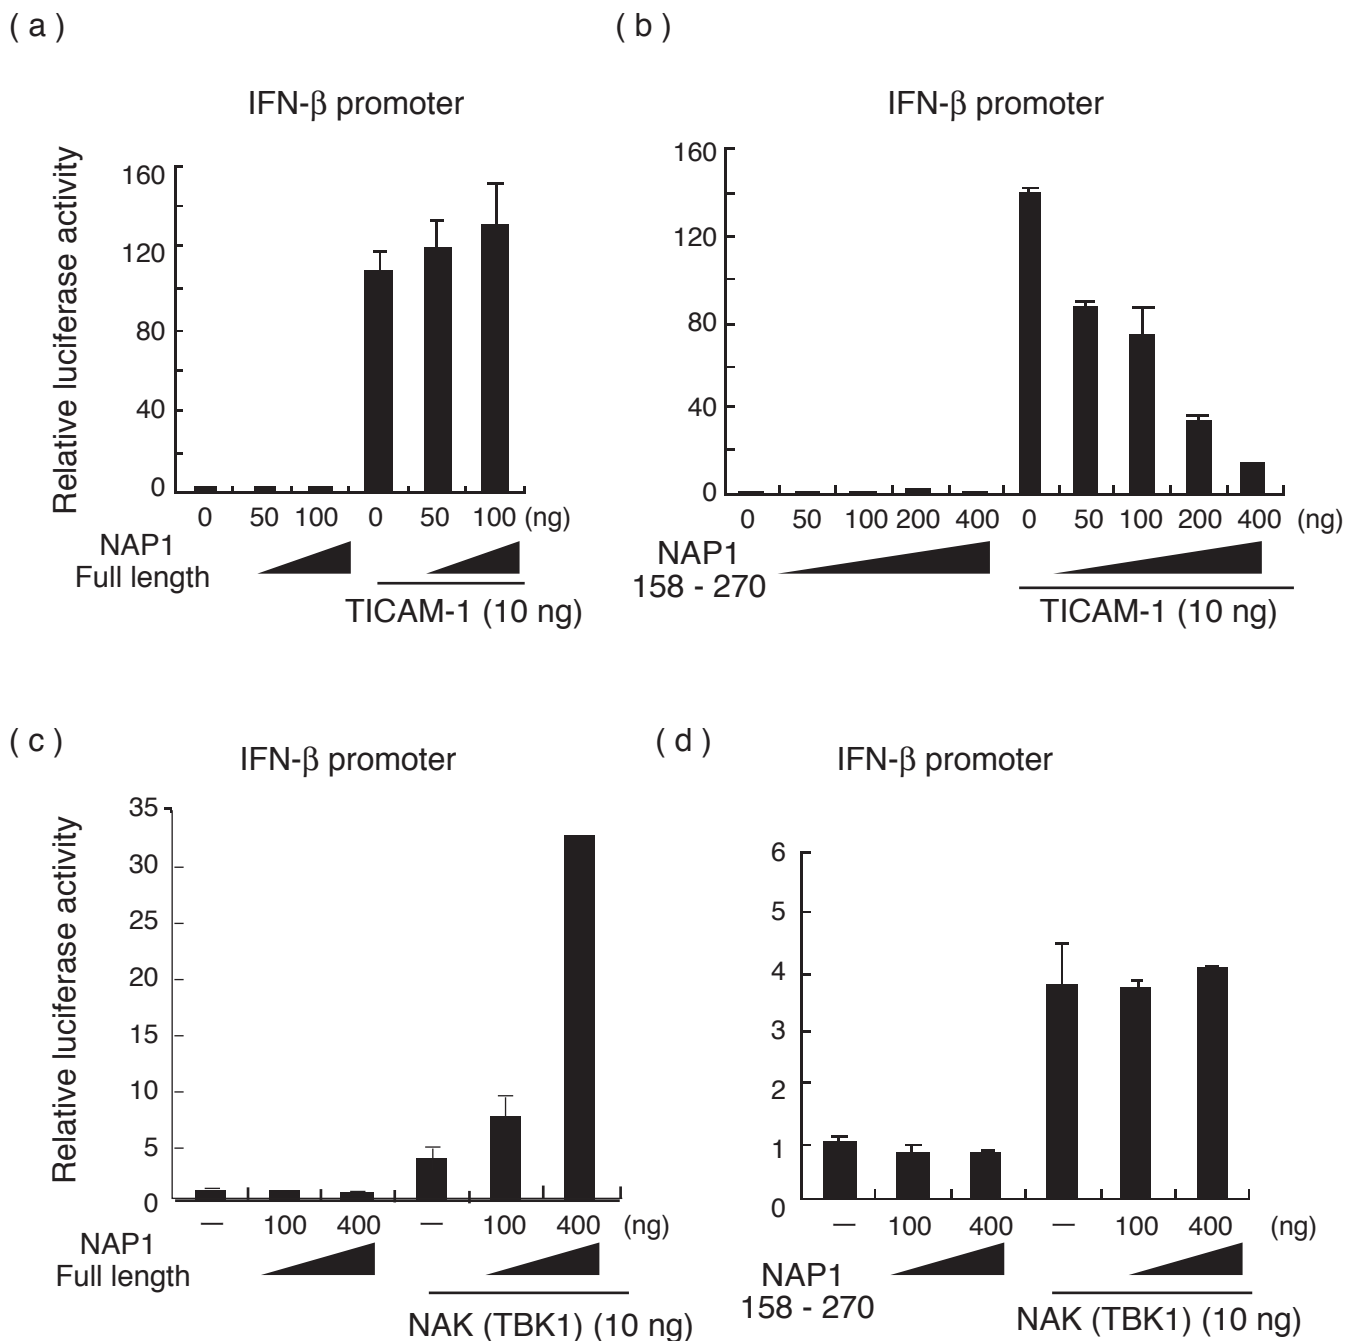 ( a )
IFN-β promoter
Relative luciferase activity
160
120
80
40
0
0 50 100 0 50 100 (ng)
NAP1
Full length
TICAM-1 (10 ng)
( b )
IFN-β promoter
160
120
80
40
0
0 50 100 200 400 0 50 100 200 400 (ng)
NAP1
158 - 270
TICAM-1 (10 ng)
( c )
IFN-β promoter
Relative luciferase activity
35
30
25
20
15
10
5
0
— 100 400 — 100 400 (ng)
NAP1
Full length
NAK (TBK1) (10 ng)
( d )
IFN-β promoter
6
5
4
3
2
1
0
— 100 400 — 100 400 (ng)
NAP1
158 - 270
NAK (TBK1) (10 ng)